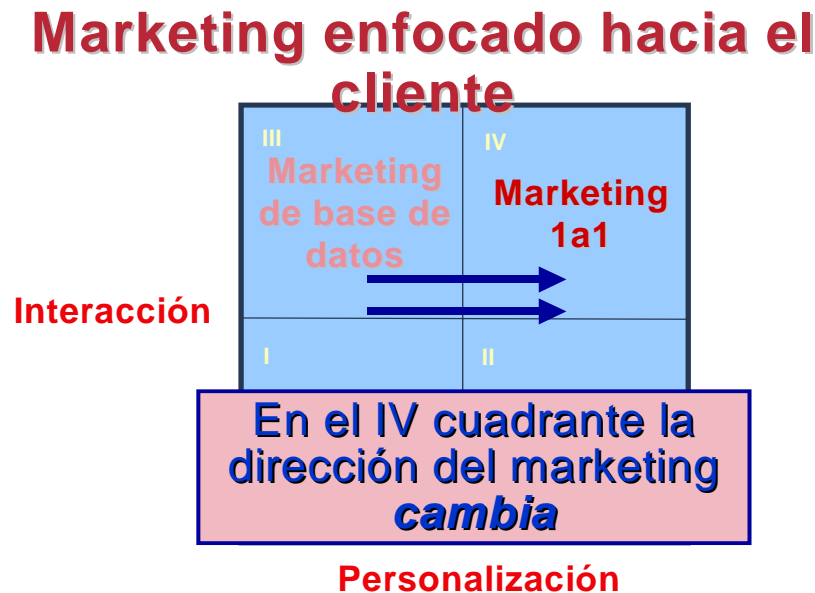 Marketing enfocado hacia el
cliente
III
Marketing
de base de
datos
IV
Marketing
1a1
Interacción
I
II
En el IV cuadrante la
dirección del marketing
cambia
Personalización